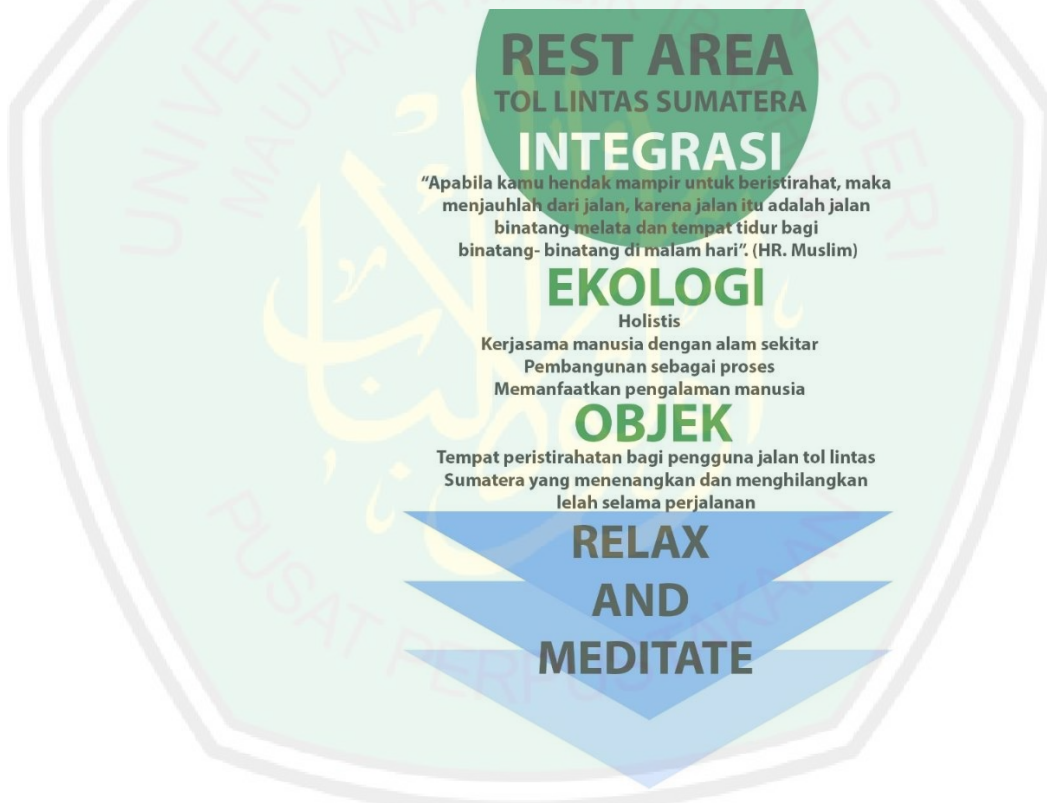 REST AREA
TOL LINTAS SUMATERA
INTEGRASI
“Apabila kamu hendak mampir untuk beristirahat, maka
menjauhlah dari jalan, karena jalan itu adalah jalan
binatang melata dan tempat tidur bagi
binatang- binatang di malam hari”. (HR. Muslim)
EKOLOGI
Holistis
Kerjasama manusia dengan alam sekitar
Pembangunan sebagai proses
Memanfaatkan pengalaman manusia
OBJEK
Tempat peristirahatan bagi pengguna jalan tol lintas
Sumatera yang menenangkan dan menghilangkan
lelah selama perjalanan
RELAX
AND
MEDITATE
PUSAT PERPUSTAKAAN